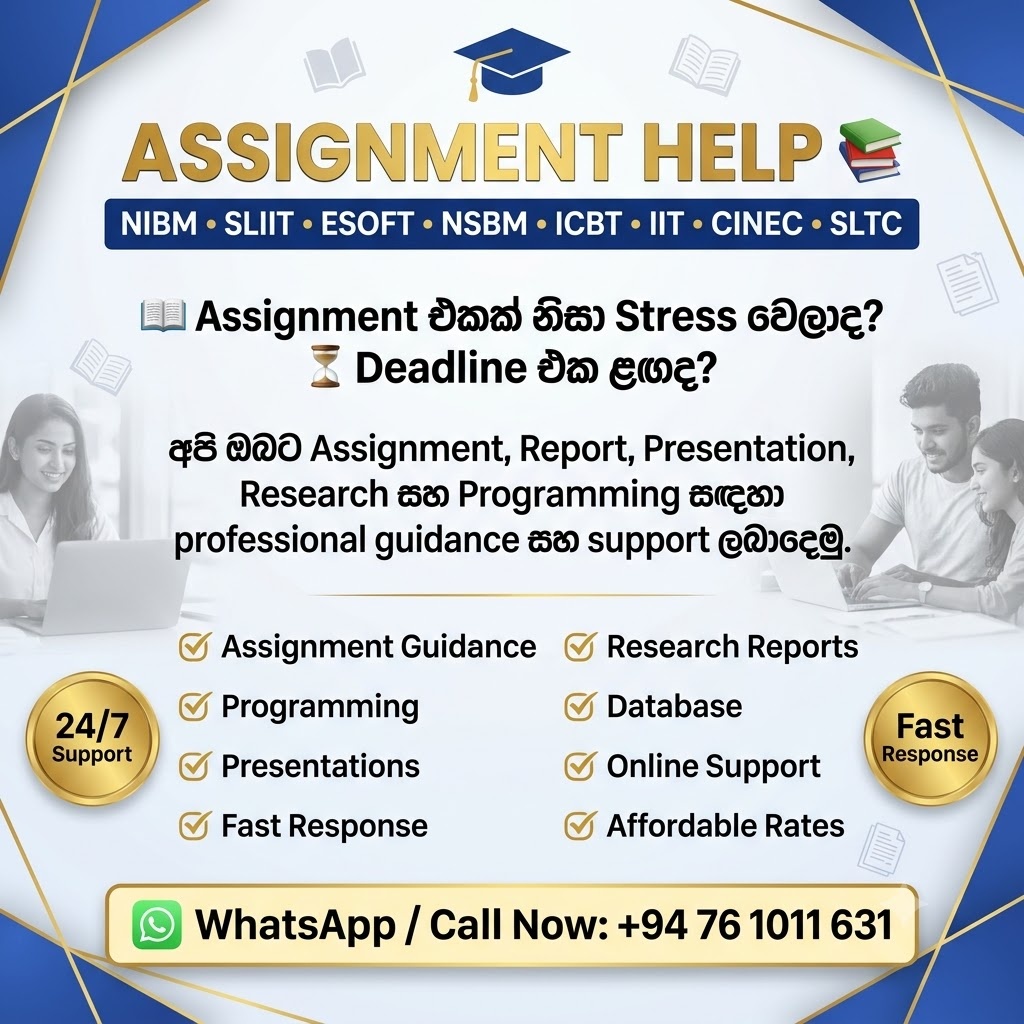 ASSIGNMENT HELP
NIBM • SLIIT • ESOFT • NSBM • ICBT • IIT • CINEC • SLTC
📖 Assignment එකක් නිසා Stress වෙලාද?
⏳ Deadline එක ළඟද?
අපි ඔබට Assignment, Report, Presentation,
Research සහ Programming සඳහා
professional guidance සහ support ලබාදෙමු.
Assignment Guidance
Research Reports
Programming
Database
Presentations
Online Support
Fast Response
Affordable Rates
24/7
Support
Fast
Response
WhatsApp / Call Now: +94 76 1011 631